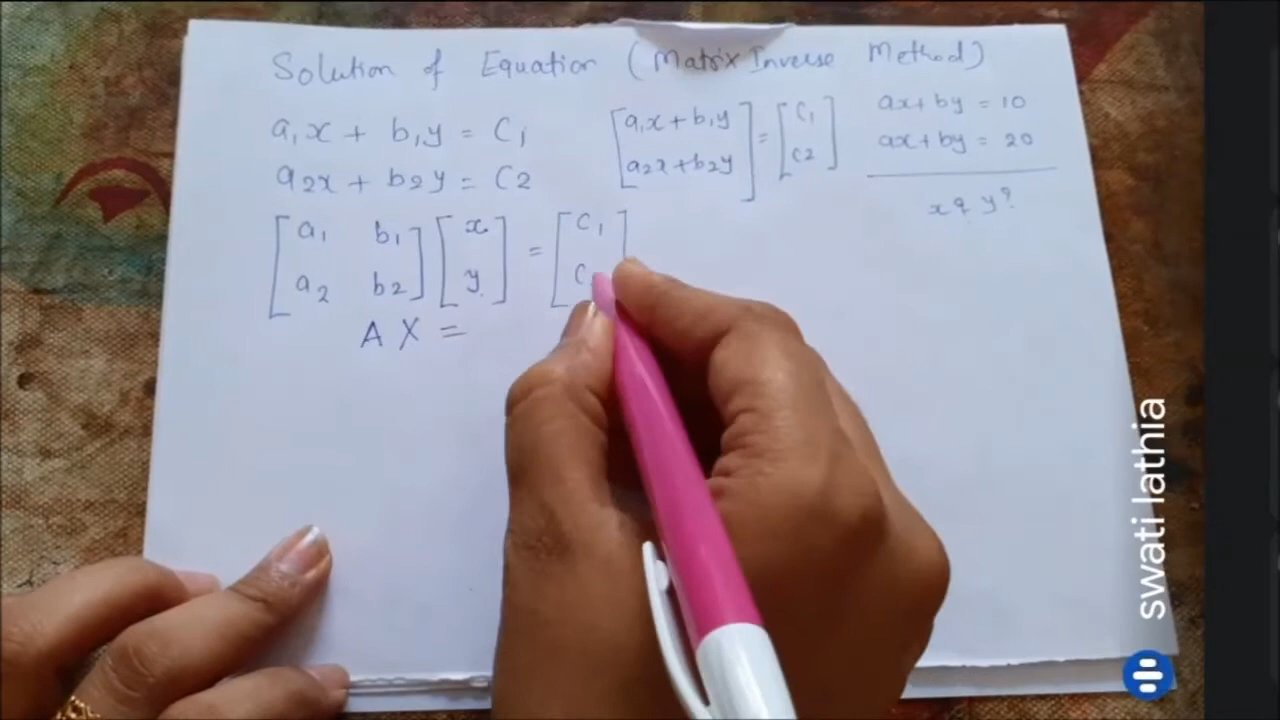 Solution of Equation (Matrix Inverse Method)
a1x + b1y = C1
a2x + b2y = C2
[a1x + b1y] = [C1]
[a2x + b2y] [C2]
ax + by = 10
ax + by = 20
x & y?
[a1 b1] [x] = [C1]
[a2 b2] [y] [C
A X =
swati lathia